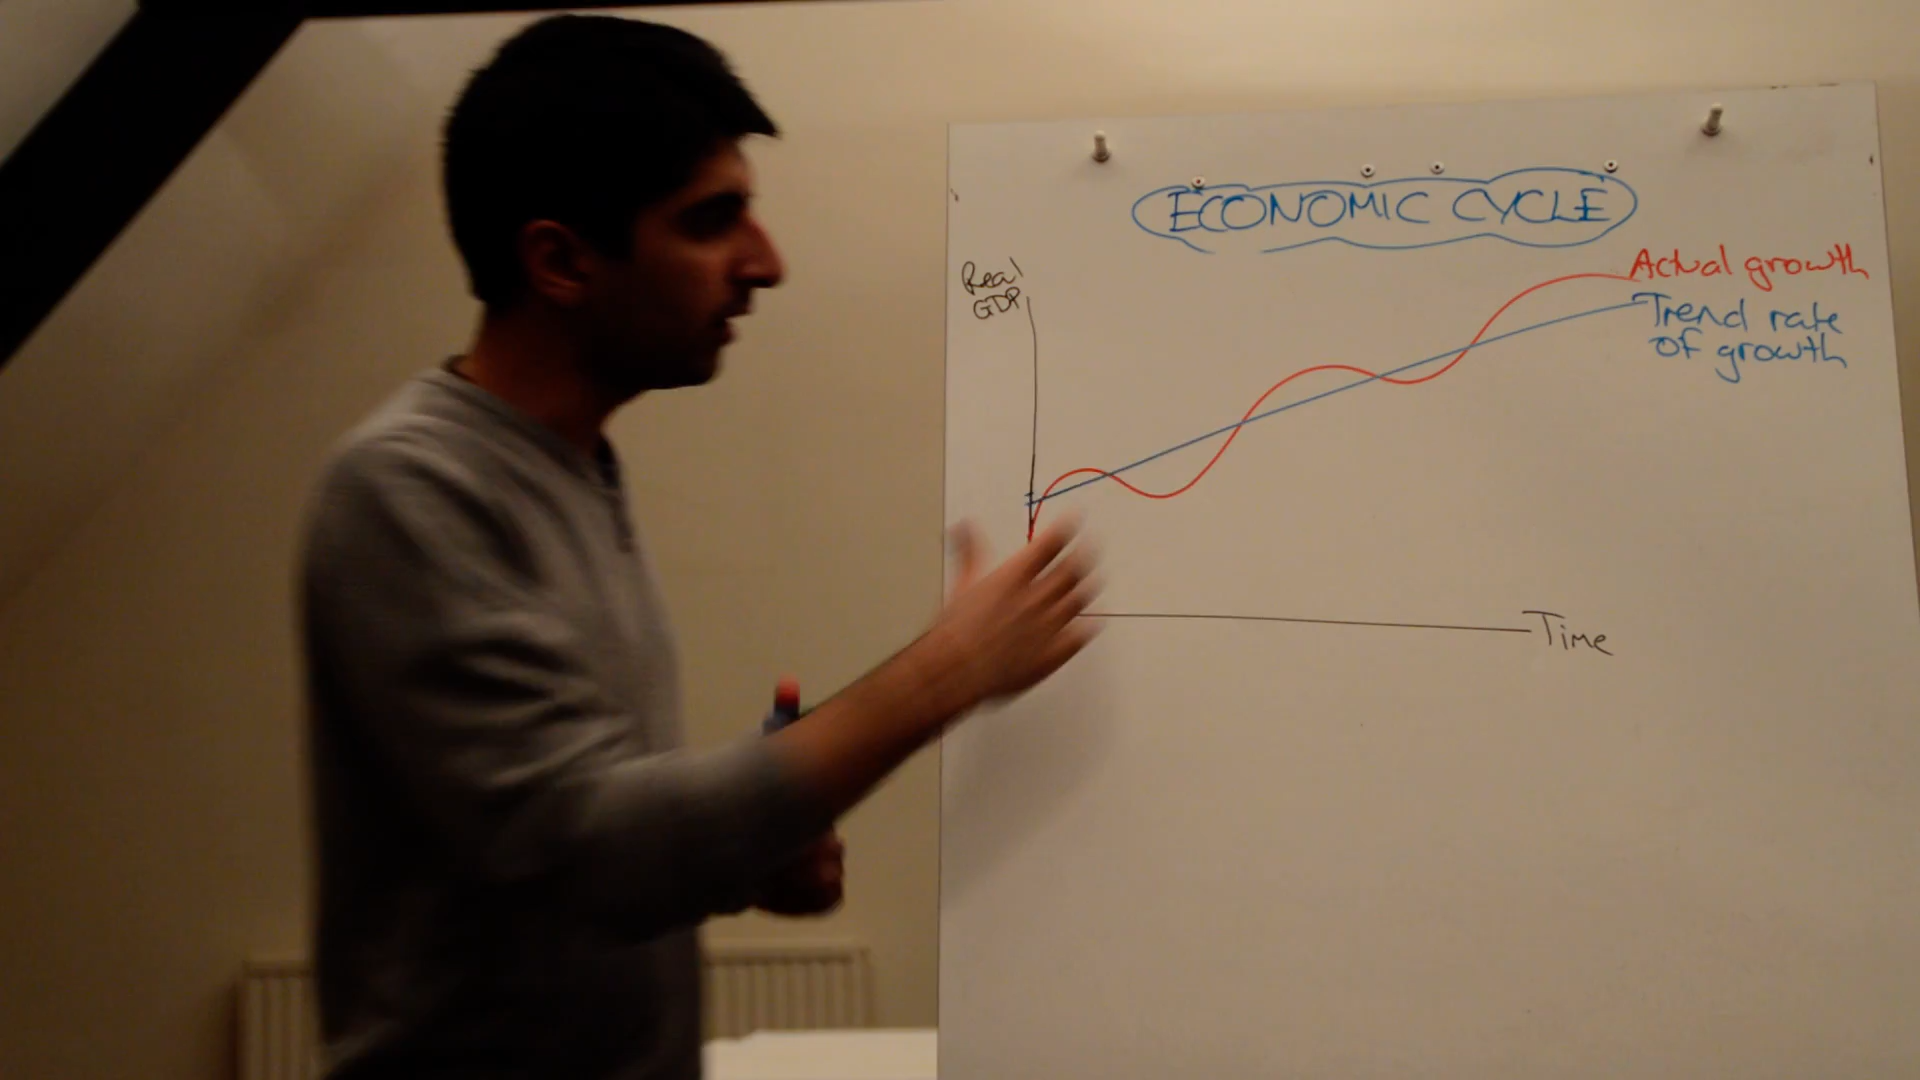 ECONOMIC CYCLE
Real
GDP
Actual growth
Trend rate
of growth
Time